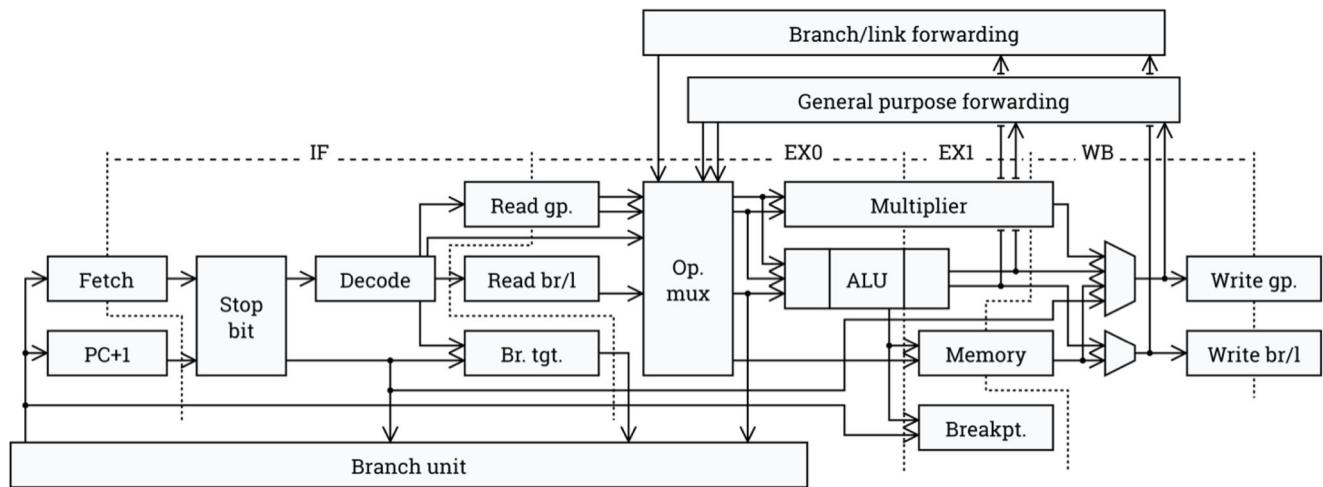 Branch/link forwarding
General purpose forwarding
IF
EX0
EX1
WB
Read gp.
Multiplier
Fetch
Stop
bit
Decode
Read br/l
Op.
mux
ALU
Write gp.
PC+1
Br. tgt.
Memory
Write br/l
Breakpt.
Branch unit